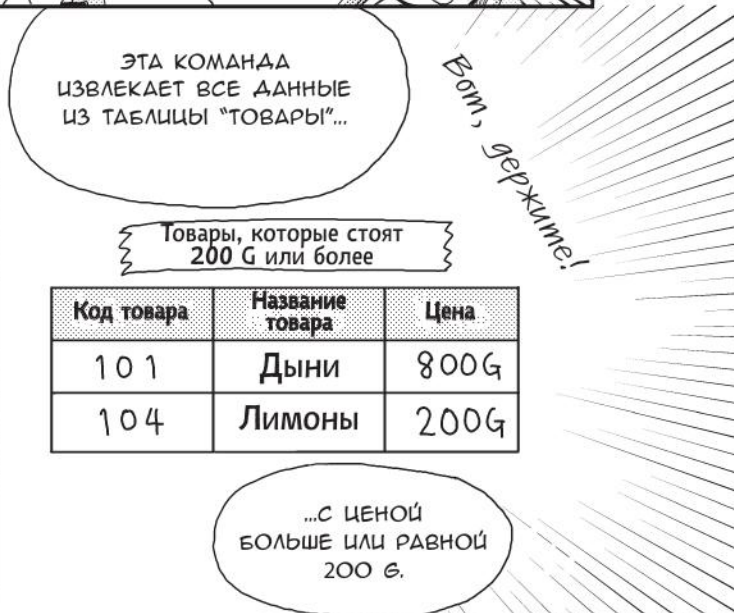 ЭТА КОМАНДА
ИЗВЛЕКАЕТ ВСЕ ДАННЫЕ
ИЗ ТАБЛИЦЫ "ТОВАРЫ"...
Вот, держите!
Товары, которые стоят
200 G или более
Код товара Название товара Цена
101 Дыни 800G
104 Лимоны 200G
...С ЦЕНОЙ
БОЛЬШЕ ИЛИ РАВНОЙ
200 G.